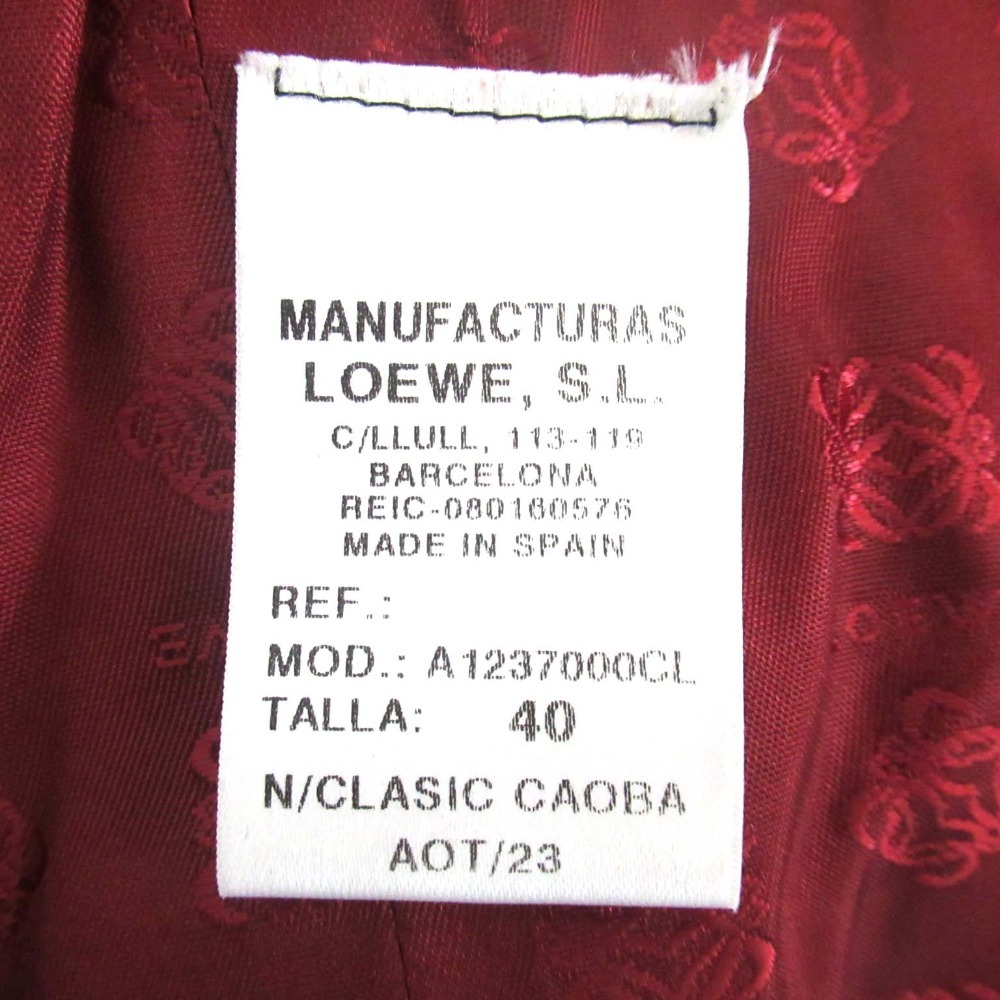 MANUFACTURAS
LOEWE, S.L.
C/LLULL, 113-119
BARCELONA
REIC-080160576
MADE IN SPAIN
REF.:
MOD.: A1237000CL
TALLA: 40
N/CLASIC CAOBA
AOT/23